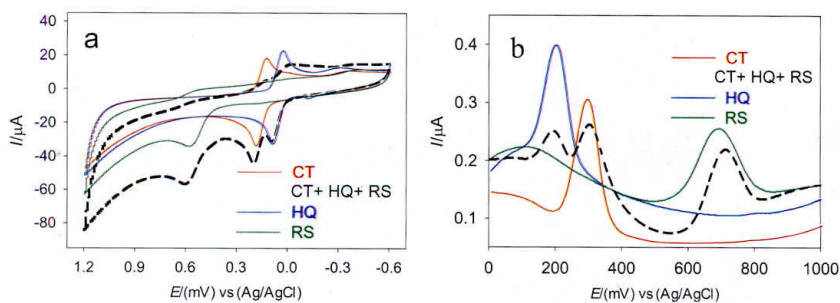 a
I/μA
40
20
0
-20
-40
-60
-80
CT
CT+ HQ+ RS
HQ
RS
1.2 0.9 0.6 0.3 0.0 -0.3 -0.6
E/(mV) vs (Ag/AgCl)
b
I/μA
0.4
0.3
0.2
0.1
CT
CT+ HQ+ RS
HQ
RS
0 200 400 600 800 1000
E/(mV) vs (Ag/AgCl)